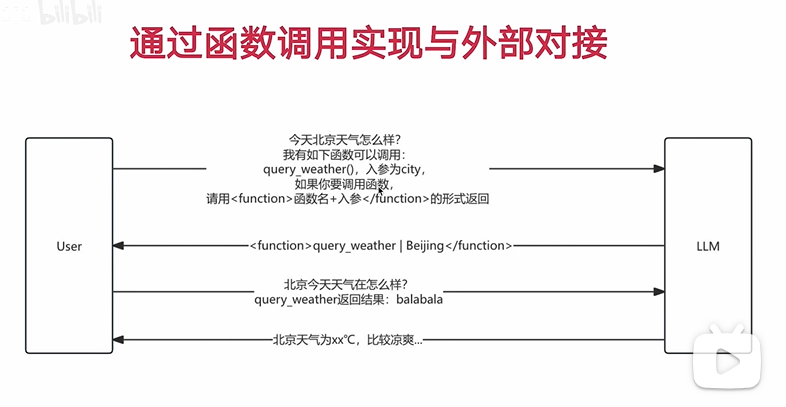 bilibili
通过函数调用实现与外部对接
今天北京天气怎么样？
我有如下函数可以调用：
query_weather()，入参为city，
如果你要调用函数，
请用<function>函数名+入参</function>的形式返回
User
<function>query_weather | Beijing</function>
LLM
北京今天天气在怎么样？
query_weather返回结果：balabala
北京天气为xx℃，比较凉爽...